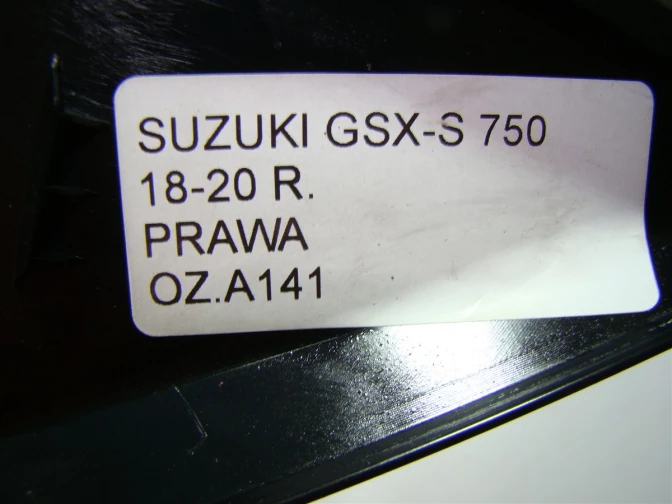 SUZUKI GSX-S 750
18-20 R.
PRAWA
OZ.A141